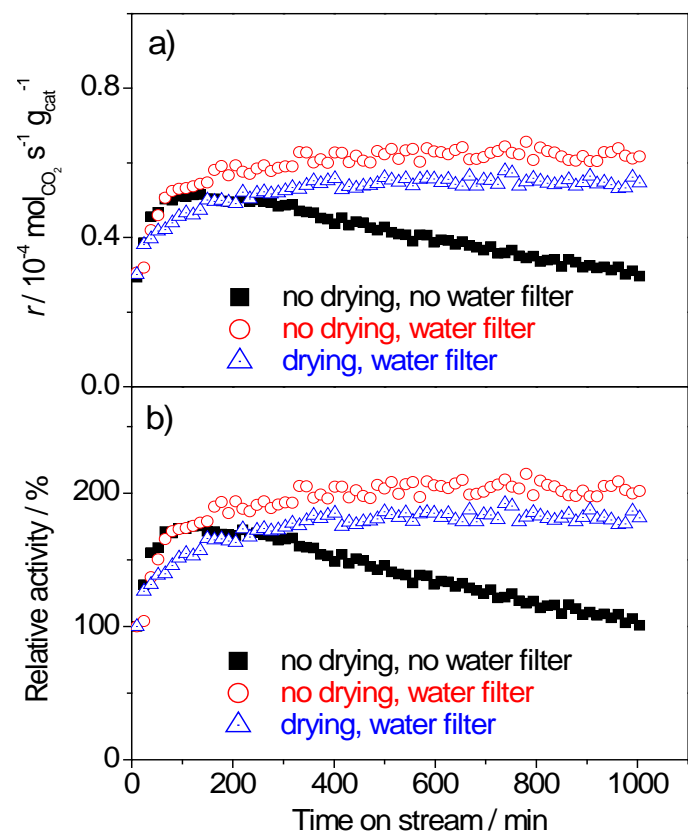 a)
r / 10⁻⁴ mol_CO₂ s⁻¹ g_cat⁻¹
0.8
0.4
0.0
no drying, no water filter
no drying, water filter
drying, water filter
b)
Relative activity / %
200
100
0
no drying, no water filter
no drying, water filter
drying, water filter
0 200 400 600 800 1000
Time on stream / min